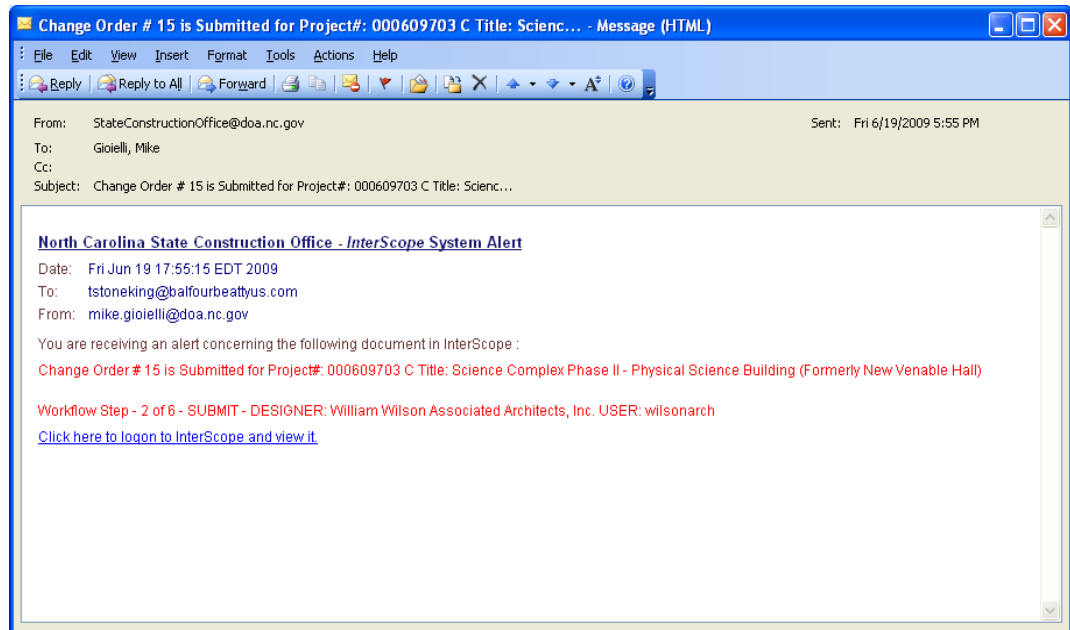 Change Order # 15 is Submitted for Project#: 000609703 C Title: Scienc... - Message (HTML)
File Edit View Insert Format Tools Actions Help
Reply Reply to All Forward
From: StateConstructionOffice@doa.nc.gov Sent: Fri 6/19/2009 5:55 PM
To: Gioielli, Mike
Cc:
Subject: Change Order # 15 is Submitted for Project#: 000609703 C Title: Scienc...
North Carolina State Construction Office - InterScope System Alert
Date: Fri Jun 19 17:55:15 EDT 2009
To: tstoneking@balfourbeattyus.com
From: mike.gioielli@doa.nc.gov
You are receiving an alert concerning the following document in InterScope :
Change Order # 15 is Submitted for Project#: 000609703 C Title: Science Complex Phase II - Physical Science Building (Formerly New Venable Hall)
Workflow Step - 2 of 6 - SUBMIT - DESIGNER: William Wilson Associated Architects, Inc. USER: wilsonarch
Click here to logon to InterScope and view it.